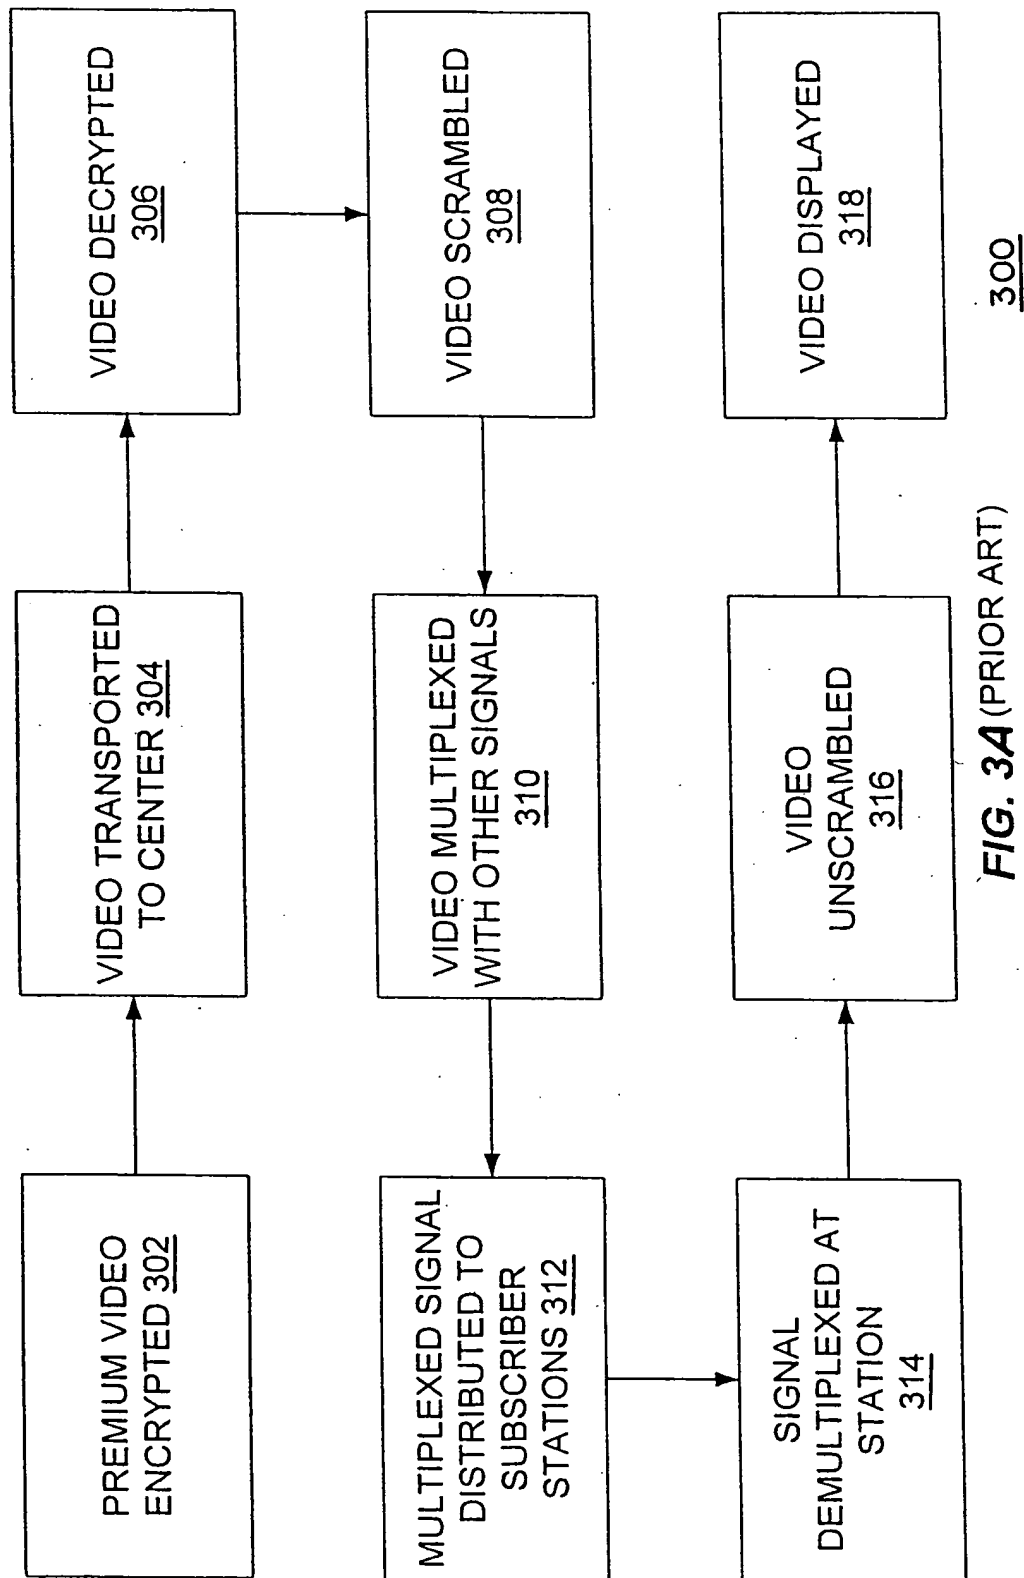 PREMIUM VIDEO
ENCRYPTED 302
VIDEO TRANSPORTED
TO CENTER 304
VIDEO DECRYPTED
306
VIDEO SCRAMBLED
308
VIDEO MULTIPLEXED
WITH OTHER SIGNALS
310
MULTIPLEXED SIGNAL
DISTRIBUTED TO
SUBSCRIBER
STATIONS 312
SIGNAL
DEMULTIPLEXED AT
STATION
314
VIDEO
UNSCRAMBLED
316
VIDEO DISPLAYED
318
300
FIG. 3A (PRIOR ART)